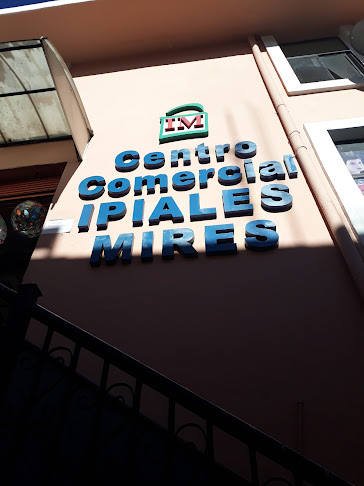 IM
Centro
Comercial
IPIALES
MIRES